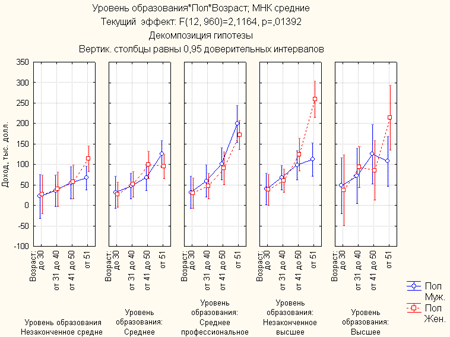 Уровень образования"Пол"Возраст; МНК средние
Текущий эффект: F(12, 960)=2,1164, p=,01392
Декомпозиция гипотезы
Вертик. столбцы равны 0,95 доверительных интервалов
Доход, тыс. долл.
350
300
250
200
150
100
50
0
-50
-100
Возраст: до 30
от 31 до 40
от 41 до 50
от 51
Возраст: до 30
от 31 до 40
от 41 до 50
от 51
Возраст: до 30
от 31 до 40
от 41 до 60
от 51
Возраст: до 30
от 31 до 40
от 41 до 50
от 51
Возраст: до 30
от 31 до 40
от 41 до 50
от 51
Уровень образования
Незаконченное средне
Уровень
образования:
Среднее
Уровень
образования:
Среднее
профессиональное
Уровень
образования:
Незаконченное
высшее
Уровень
образования:
Высшее
Пол
Муж.
Пол
Жен.